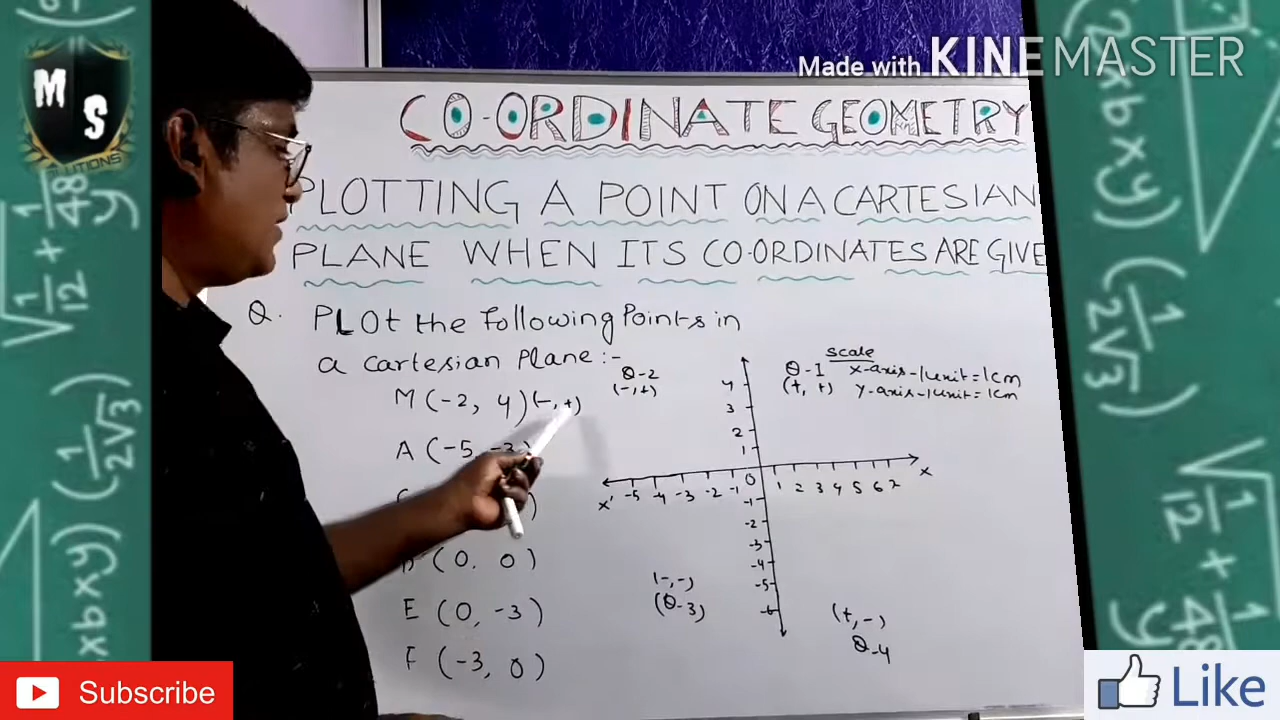 Made with KINEMASTER
M S
CO-ORDINATE GEOMETRY
PLOTTING A POINT ON A CARTESIAN
PLANE WHEN ITS CO-ORDINATES ARE GIVE
Q. PLOt the following Points in
a Cartesian Plane:-
M (-2, 4) (-, +)
A (-5, -3)
D (0, 0)
E (0, -3)
F (-3, 0)
Q-2
(-, +)
Q-I
(+, +)
Scale
x-axis-1unit=1cm
y-axis-1unit=1cm
4
3
2
1
X' -5 -4 -3 -2 -1 0 1 2 3 4 5 6 7 X
-1
-2
-3
-4
-5
-6
(-, -)
(Q-3)
(+, -)
Q-4
Subscribe
Like